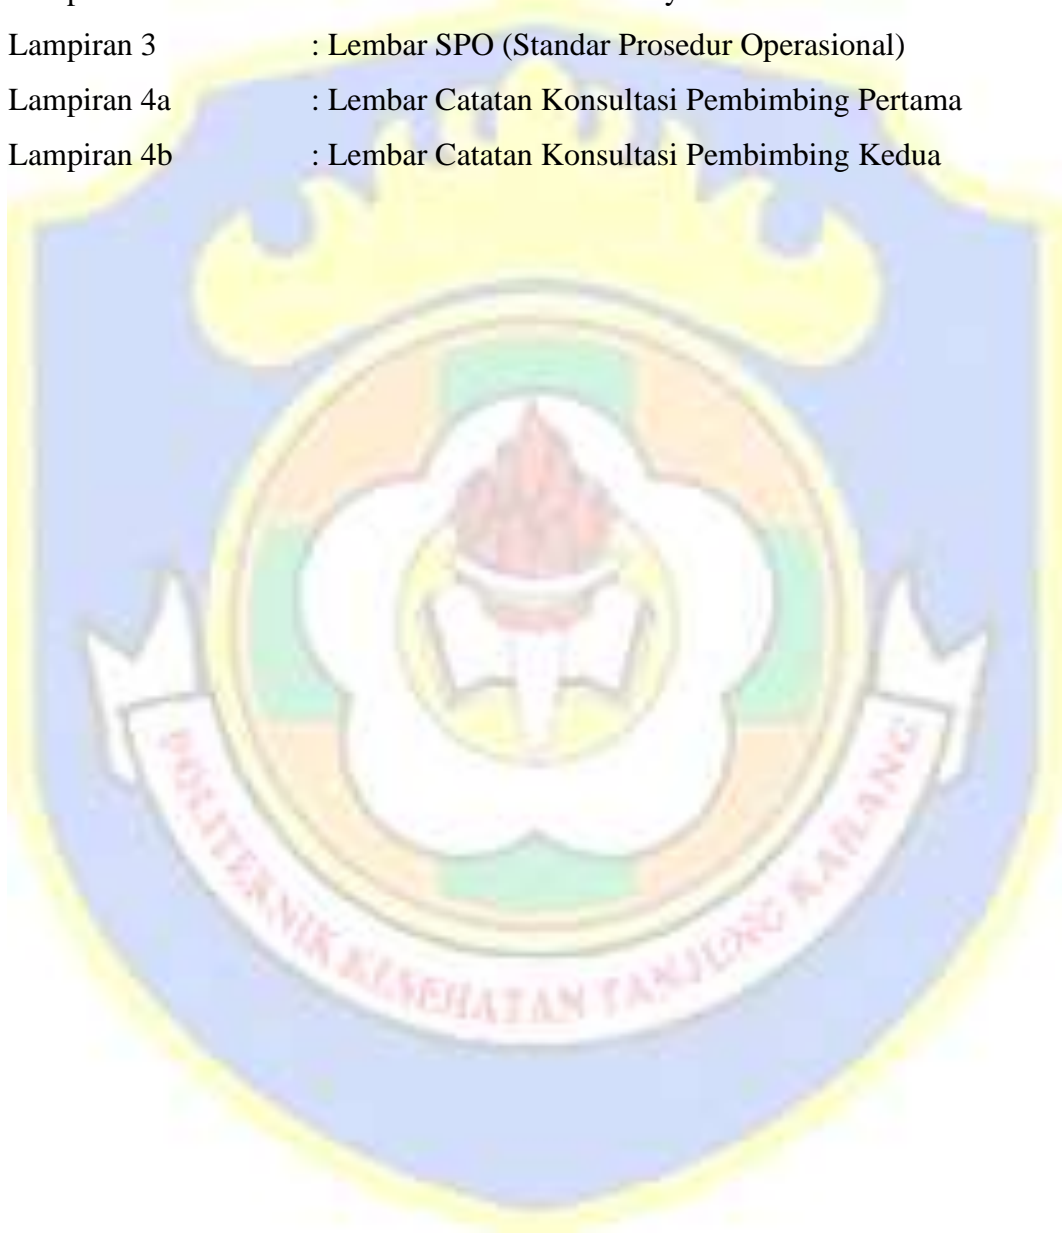 Lampiran 3 : Lembar SPO (Standar Prosedur Operasional)
Lampiran 4a : Lembar Catatan Konsultasi Pembimbing Pertama
Lampiran 4b : Lembar Catatan Konsultasi Pembimbing Kedua
POLITEKNIK KESEHATAN TANJUNG KARANG